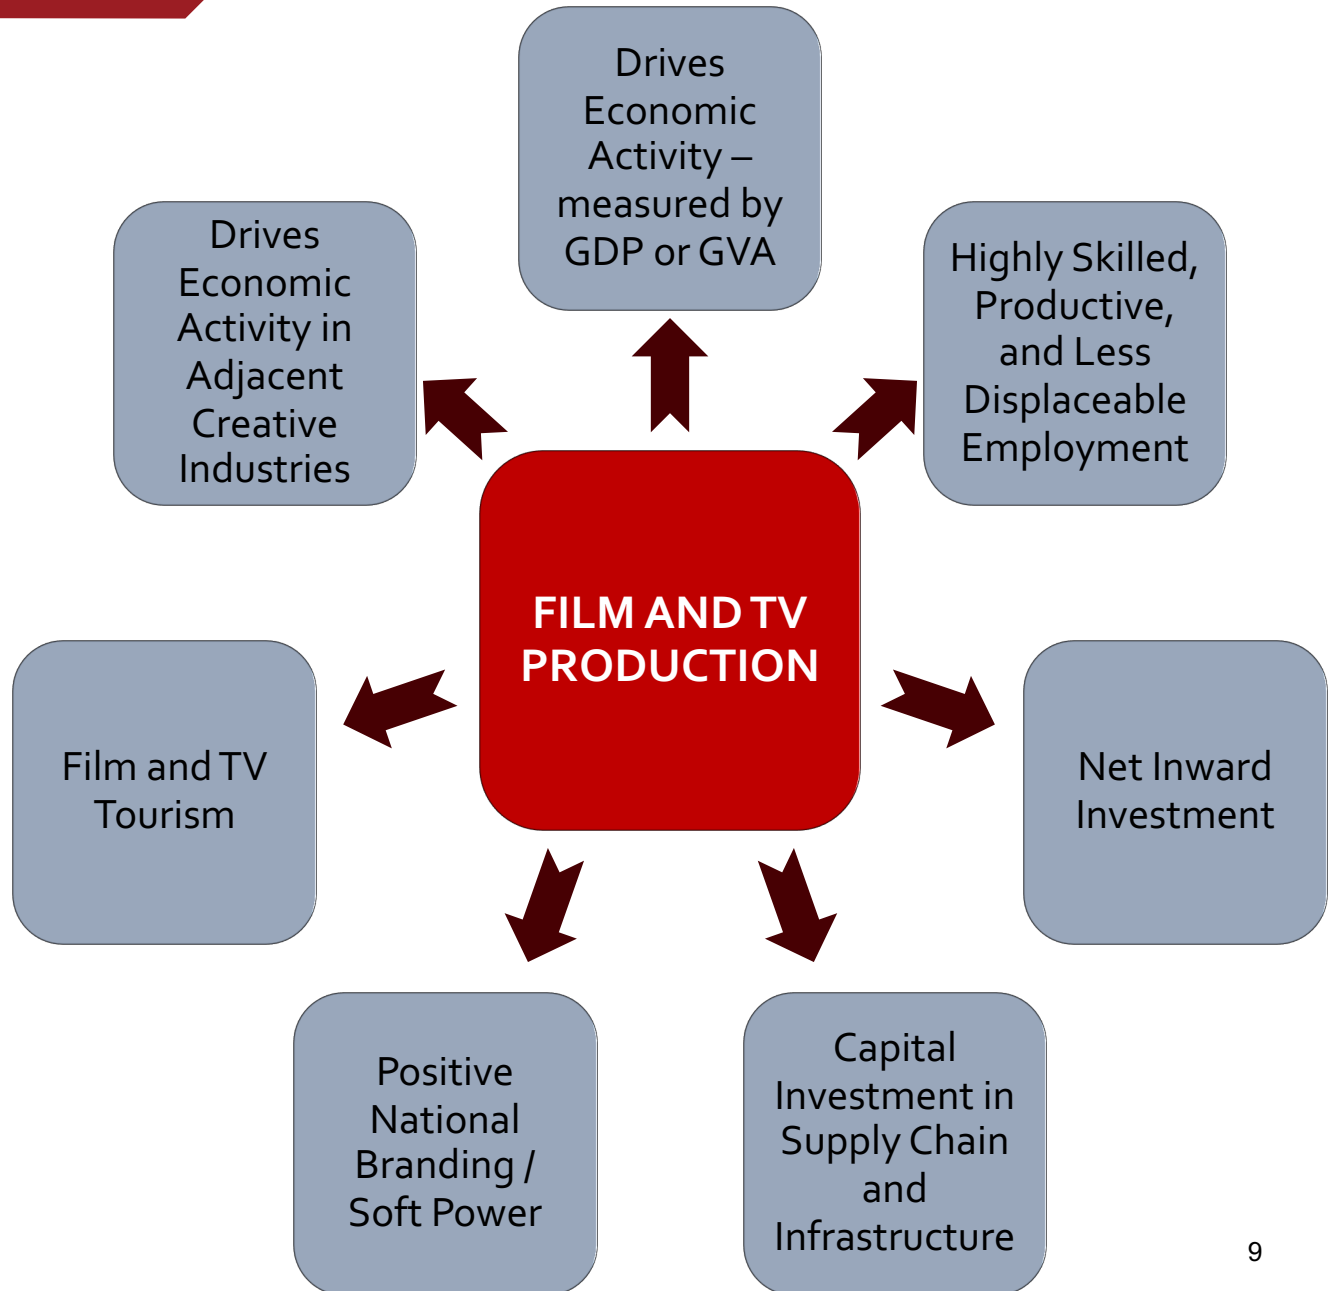 Drives
Economic
Activity –
measured by
GDP or GVA
Drives
Economic
Activity in
Adjacent
Creative
Industries
Highly Skilled,
Productive,
and Less
Displaceable
Employment
FILM AND TV
PRODUCTION
Film and TV
Tourism
Net Inward
Investment
Positive
National
Branding /
Soft Power
Capital
Investment in
Supply Chain
and
Infrastructure
9